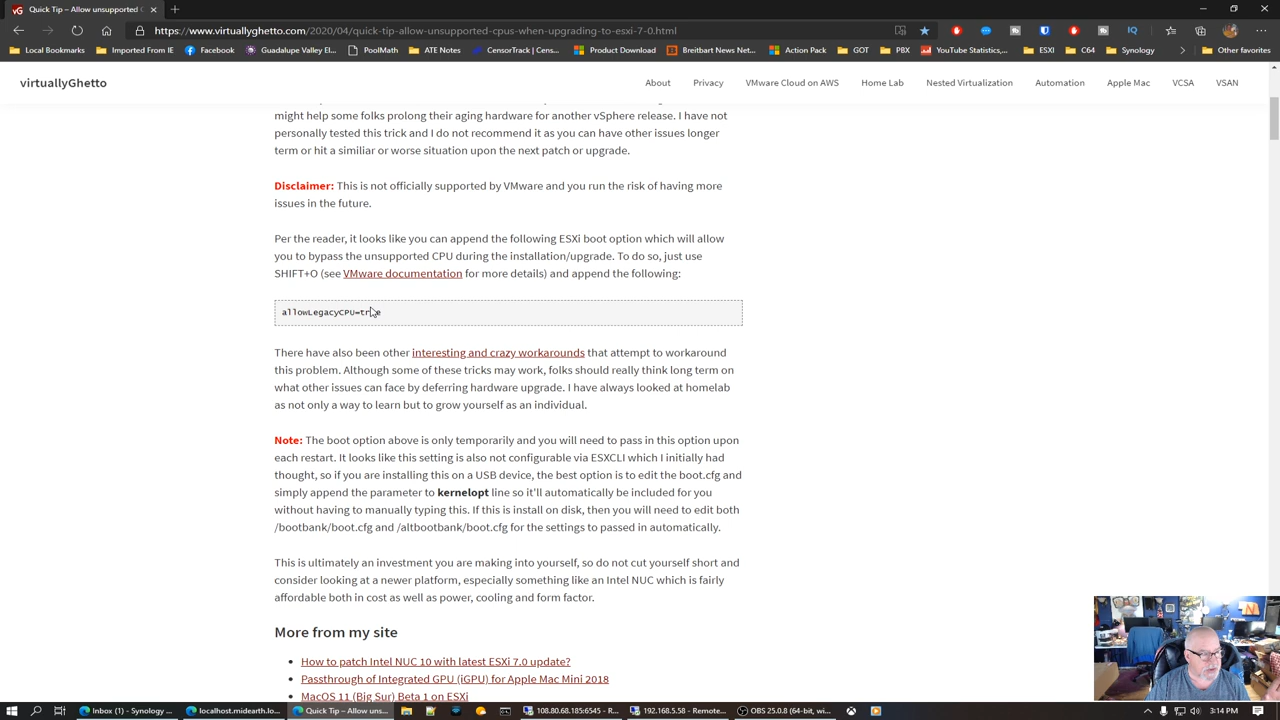 Quick Tip – Allow unsupported CP
https://www.virtuallyghetto.com/2020/04/quick-tip-allow-unsupported-cpus-when-upgrading-to-esxi-7-0.html
Local Bookmarks
Imported From IE
Facebook
Guadalupe Valley El...
PolMath
ATE Notes
CensorTrack | Cens...
Product Download
Breitbart News Net...
Action Park
GOT
PBX
YouTube Statistics,...
ESXI
C64
Synology
Other favorites
virtuallyGhetto
About
Privacy
VMware Cloud on AWS
Home Lab
Nested Virtualization
Automation
Apple Mac
VCSA
VSAN
might help some folks prolong their aging hardware for another vSphere release. I have not
personally tested this trick and I do not recommend it as you can have other issues longer
term or hit a similiar or worse situation upon the next patch or upgrade.
Disclaimer: This is not officially supported by VMware and you run the risk of having more
issues in the future.
Per the reader, it looks like you can append the following ESXi boot option which will allow
you to bypass the unsupported CPU during the installation/upgrade. To do so, just use
SHIFT+O (see VMware documentation for more details) and append the following:
allowLegacyCPU=true
There have also been other interesting and crazy workarounds that attempt to workaround
this problem. Although some of these tricks may work, folks should really think long term on
what other issues can face by deferring hardware upgrade. I have always looked at homelab
as not only a way to learn but to grow yourself as an individual.
Note: The boot option above is only temporarily and you will need to pass in this option upon
each restart. It looks like this setting is also not configurable via ESXCLI which I initially had
thought, so if you are installing this on a USB device, the best option is to edit the boot.cfg and
simply append the parameter to kernelopt line so it'll automatically be included for you
without having to manually typing this. If this is install on disk, then you will need to edit both
/bootbank/boot.cfg and /altbootbank/boot.cfg for the settings to passed in automatically.
This is ultimately an investment you are making into yourself, so do not cut yourself short and
consider looking at a newer platform, especially something like an Intel NUC which is fairly
affordable both in cost as well as power, cooling and form factor.
More from my site
How to patch Intel NUC 10 with latest ESXi 7.0 update?
Passthrough of Integrated GPU (iGPU) for Apple Mac Mini 2018
MacOS 11 (Big Sur) Beta 1 on ESXi
Inbox (1) - Synology...
localhost.midearth.lo...
Quick Tip – Allow uns...
108.80.68.185:6545 – R...
192.168.5.58 – Remote...
OBS 25.0.8 (64-bit, wi...
3:14 PM